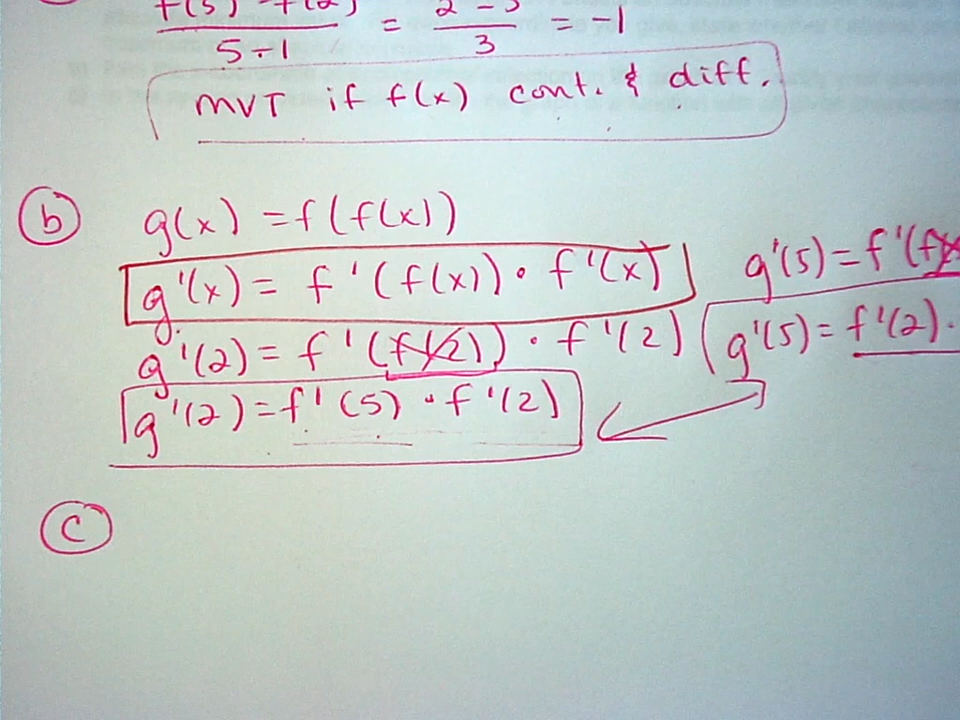 f(5) - f(2) / 5 - 1 = 2 - 5 / 3 = -1
MVT if f(x) cont. & diff.
b g(x) = f(f(x))
g'(x) = f'(f(x)) · f'(x)
g'(5) = f'(f
g'(2) = f'(f(2)) · f'(2)
g'(5) = f'(2) ·
g'(2) = f'(5) · f'(2)
c